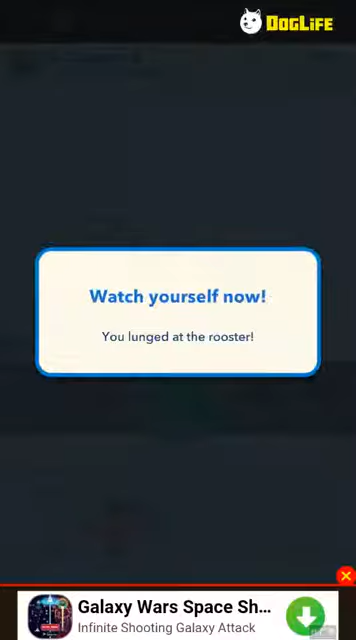 DOGLIFE
Watch yourself now!
You lunged at the rooster!
Galaxy Wars Space Sh...
Infinite Shooting Galaxy Attack